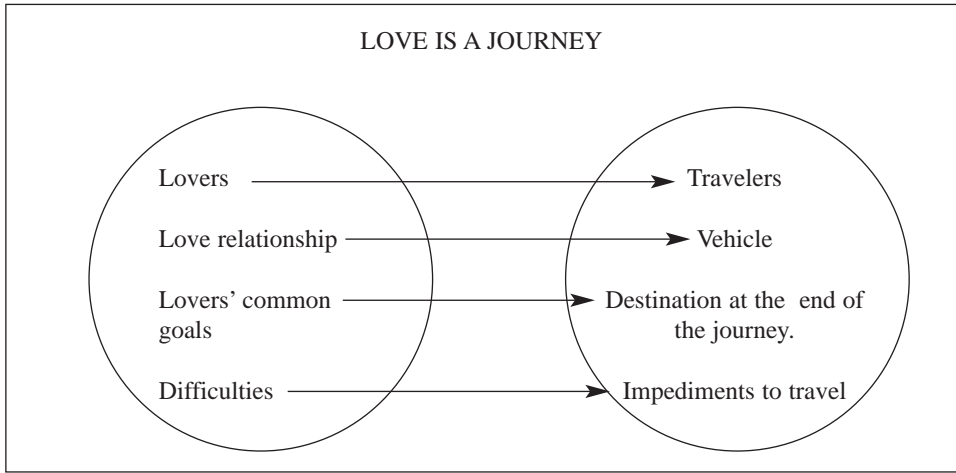 LOVE IS A JOURNEY
Lovers Travelers
Love relationship Vehicle
Lovers’ common Destination at the end of
goals the journey.
Difficulties Impediments to travel